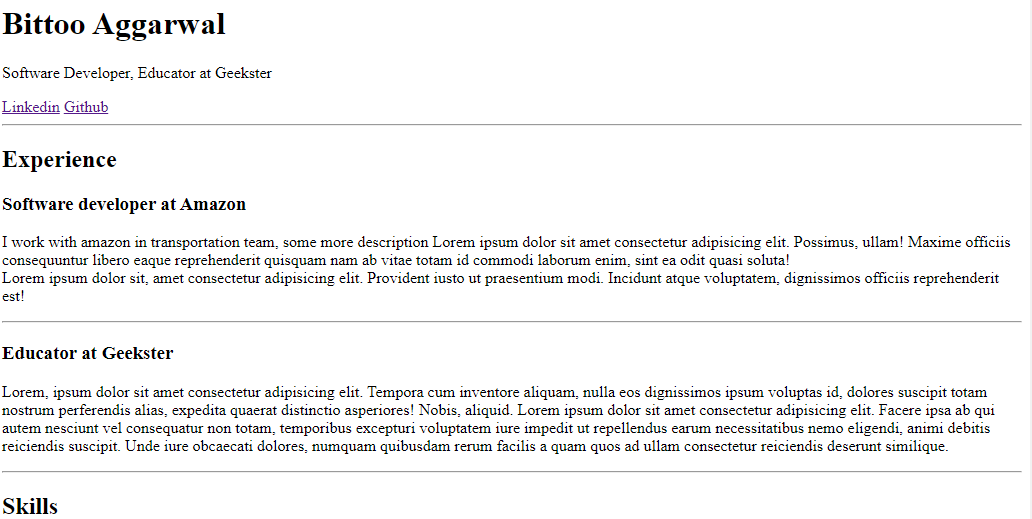 Bittoo Aggarwal
Software Developer, Educator at Geekster
Linkedin Github
Experience
Software developer at Amazon
I work with amazon in transportation team, some more description Lorem ipsum dolor sit amet consectetur adipisicing elit. Possimus, ullam! Maxime officiis
consequuntur libero eaque reprehenderit quisquam nam ab vitae totam id commodi laborum enim, sint ea odit quasi soluta!
Lorem ipsum dolor sit, amet consectetur adipisicing elit. Provident iusto ut praesentium modi. Incidunt atque voluptatem, dignissimos officiis reprehenderit
est!
Educator at Geekster
Lorem, ipsum dolor sit amet consectetur adipisicing elit. Tempora cum inventore aliquam, nulla eos dignissimos ipsum voluptas id, dolores suscipit totam
nostrum perferendis alias, expedita quaerat distinctio asperiores! Nobis, aliquid. Lorem ipsum dolor sit amet consectetur adipisicing elit. Facere ipsa ab qui
autem nesciunt vel consequatur non totam, temporibus excepturi voluptatem iure impedit ut repellendus earum necessitatibus nemo eligendi, animi debitis
reiciendis suscipit. Unde iure obcaecati dolores, numquam quibusdam rerum facilis a quam quos ad ullam consectetur reiciendis deserunt similique.
Skills